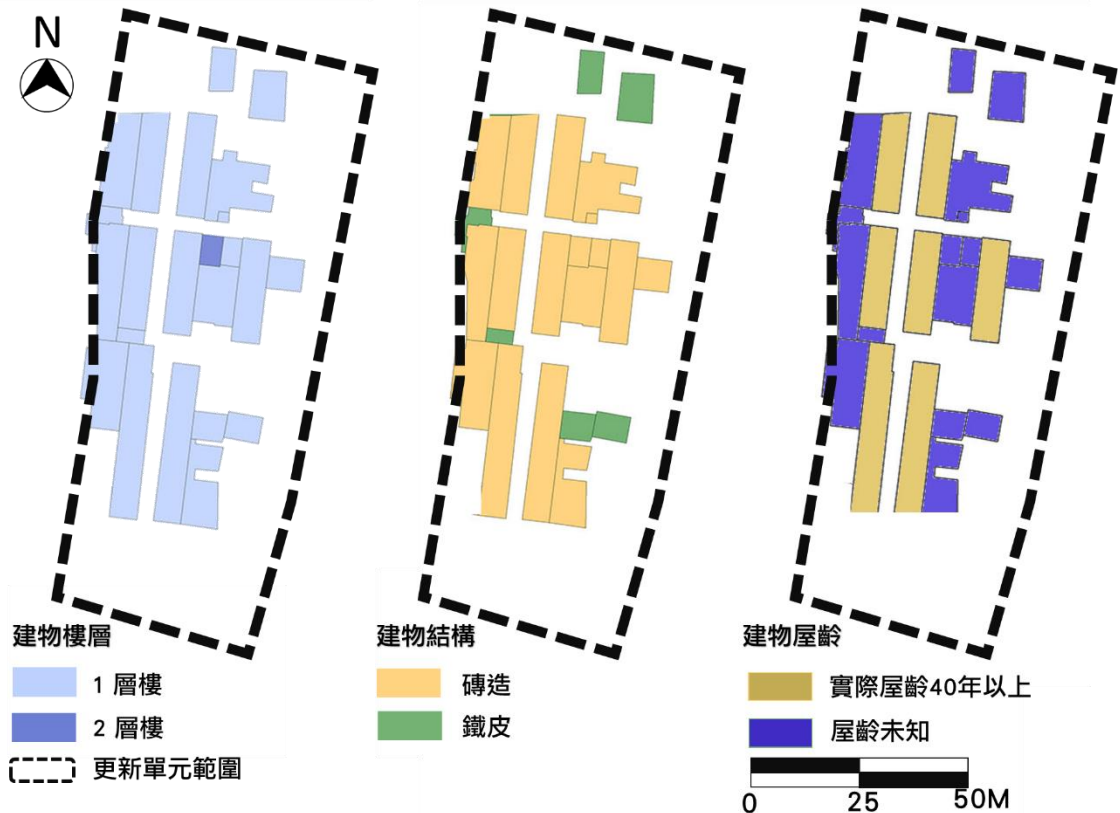 N
建物樓層
1 層樓
2 層樓
更新單元範圍
建物結構
磚造
鐵皮
建物屋齡
實際屋齡40年以上
屋齡未知
0 25 50M